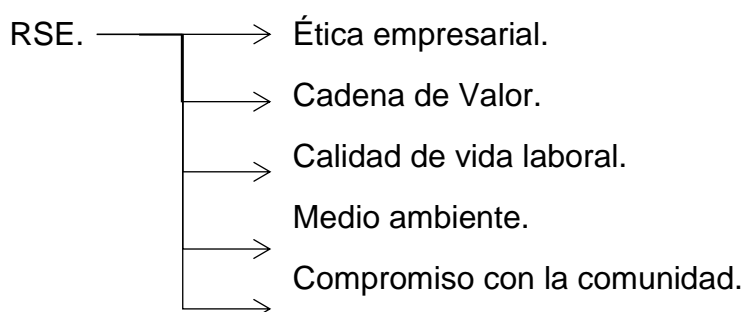 RSE. Ética empresarial.
Cadena de Valor.
Calidad de vida laboral.
Medio ambiente.
Compromiso con la comunidad.